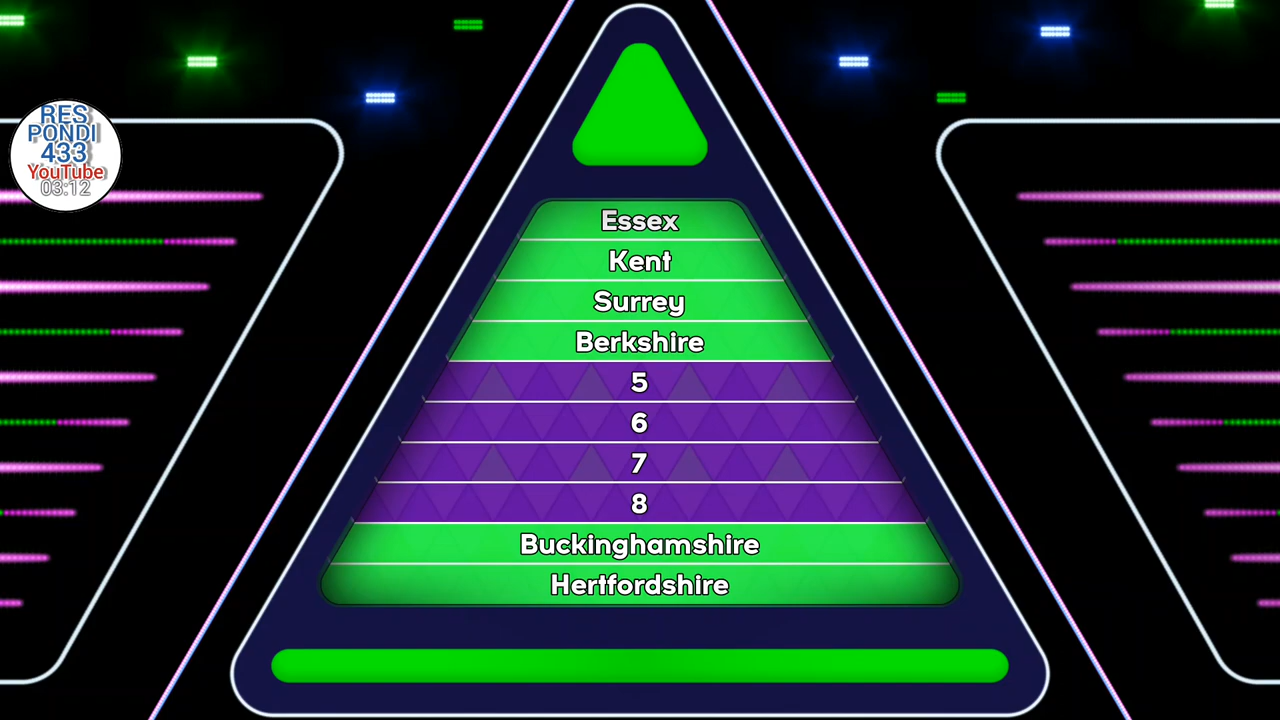 RES
PONDI
433
YouTube
03:12
Essex
Kent
Surrey
Berkshire
5
6
7
8
Buckinghamshire
Hertfordshire